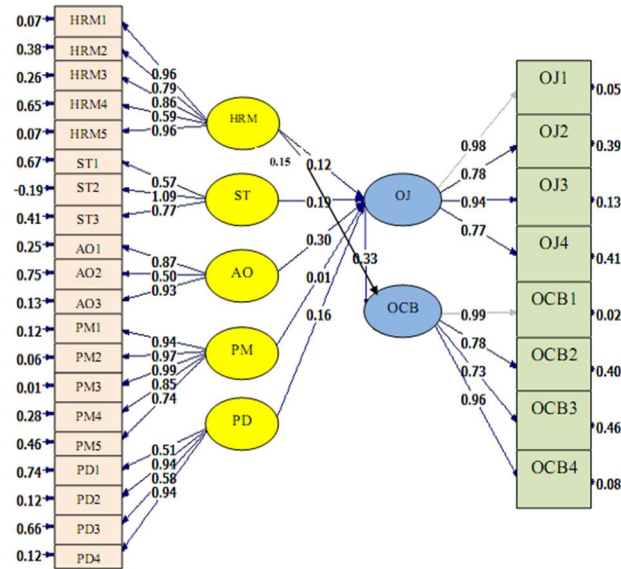 0.07 HRM1
0.38 HRM2
0.26 HRM3
0.65 HRM4
0.07 HRM5
0.67 ST1
-0.19 ST2
0.41 ST3
0.25 AO1
0.75 AO2
0.13 AO3
0.12 PM1
0.06 PM2
0.01 PM3
0.28 PM4
0.46 PM5
0.74 PD1
0.12 PD2
0.66 PD3
0.12 PD4
0.96
0.79
0.86
0.59
0.96
0.57
1.09
0.77
0.87
0.50
0.93
0.94
0.97
0.99
0.85
0.74
0.51
0.94
0.58
0.94
HRM
ST
AO
PM
PD
0.15
0.12
0.19
0.30
0.01
0.16
OJ
0.33
OCB
0.98
0.78
0.94
0.77
0.99
0.78
0.73
0.96
OJ1 0.05
OJ2 0.39
OJ3 0.13
OJ4 0.41
OCB1 0.02
OCB2 0.40
OCB3 0.46
OCB4 0.08